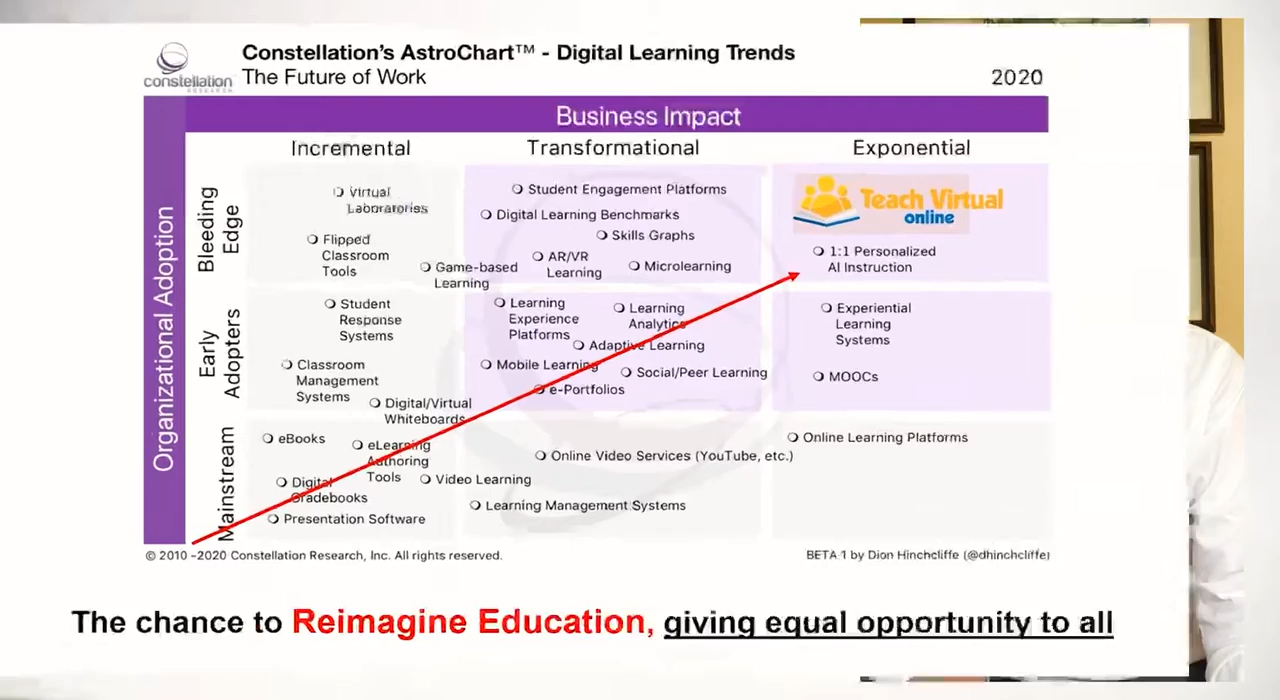 Constellation's AstroChart™ - Digital Learning Trends
constellation
RESEARCH
The Future of Work
2020
Business Impact
Incremental
Transformational
Exponential
Organizational Adoption
Bleeding
Edge
Virtual
Laboratories
Flipped
Classroom
Tools
Game-based
Learning
Student Engagement Platforms
Digital Learning Benchmarks
Skills Graphs
AR/VR
Learning
Microlearning
Teach Virtual
online
1:1 Personalized
AI Instruction
Early
Adopters
Student
Response
Systems
Classroom
Management
Systems
Digital/Virtual
Whiteboards
Learning
Experience
Platforms
Learning
Analytics
Adaptive Learning
Mobile Learning
Social/Peer Learning
e-Portfolios
Experiential
Learning
Systems
MOOCs
Mainstream
eBooks
eLearning
Authoring
Tools
Digital
Gradebooks
Video Learning
Presentation Software
Online Video Services (YouTube, etc.)
Learning Management Systems
Online Learning Platforms
© 2010 -2020 Constellation Research, Inc. All rights reserved.
BETA 1 by Dion Hinchcliffe (@dhinchcliffe)
The chance to Reimagine Education, giving equal opportunity to all